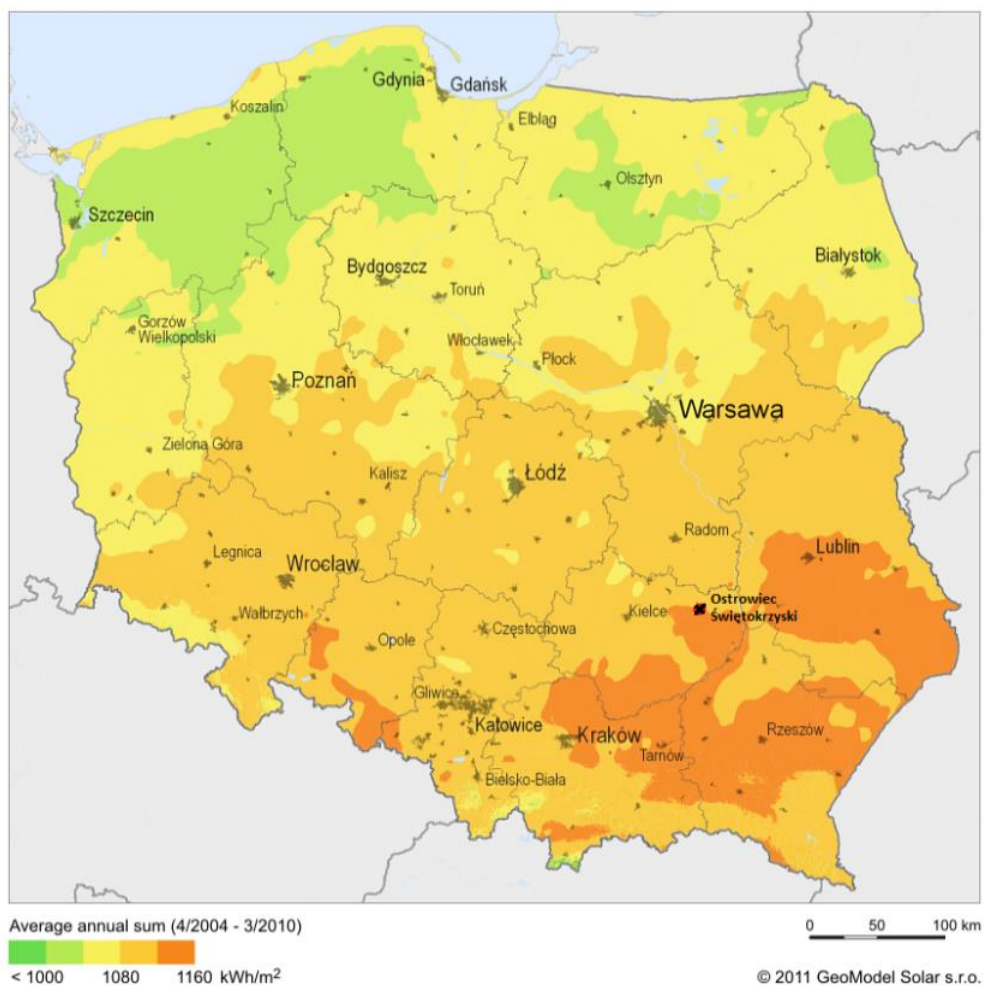 Gdynia
Gdańsk
Koszalin
Elbląg
Olsztyn
Szczecin
Białystok
Bydgoszcz
Toruń
Gorzów
Wielkopolski
Włocławek
Płock
Poznań
Warsawa
Zielona Góra
Kalisz
Łódź
Radom
Lublin
Legnica
Wrocław
Ostrowiec
Świętokrzyski
Wałbrzych
Kielce
Opole
Częstochowa
Gliwice
Katowice
Kraków
Rzeszów
Tarnów
Bielsko-Biała
Average annual sum (4/2004 - 3/2010)
0 50 100 km
< 1000 1080 1160 kWh/m²
© 2011 GeoModel Solar s.r.o.